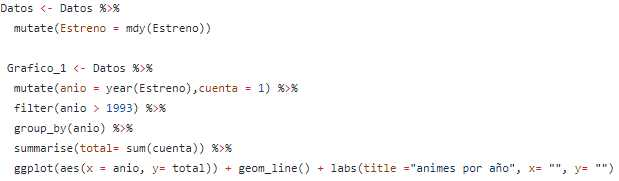 Datos <- Datos %>%
  mutate(Estreno = mdy(Estreno))

 Grafico_1 <- Datos %>%
  mutate(anio = year(Estreno),cuenta = 1) %>%
  filter(anio > 1993) %>%
  group_by(anio) %>%
  summarise(total= sum(cuenta)) %>%
  ggplot(aes(x = anio, y= total)) + geom_line() + labs(title ="animes por año", x= "", y= "")